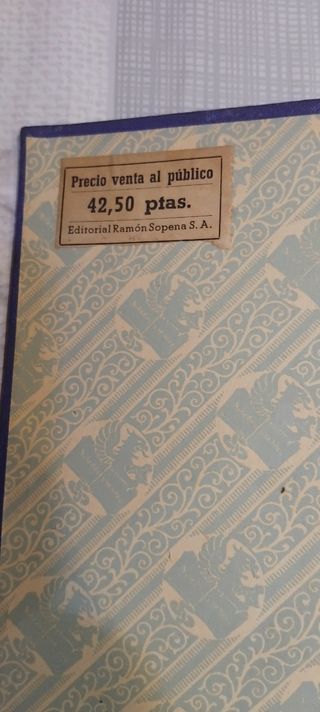 Precio venta al público
42,50 ptas.
Editorial Ramón Sopena S. A.